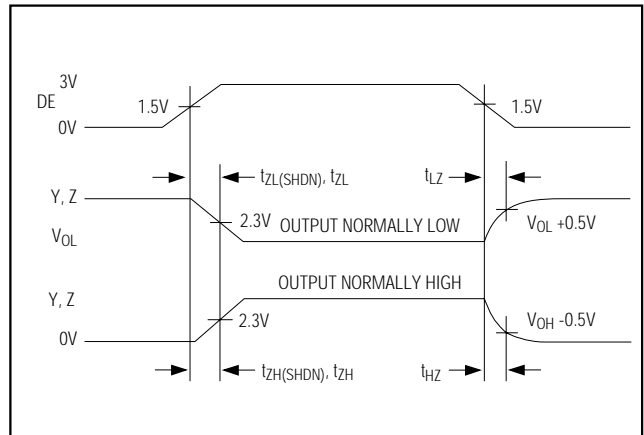 3V
DE
1.5V
1.5V
0V
tZL(SHDN), tZL
tLZ
Y, Z
2.3V
OUTPUT NORMALLY LOW
VOL +0.5V
VOL
OUTPUT NORMALLY HIGH
Y, Z
2.3V
VOH -0.5V
0V
tZH(SHDN), tZH
tHZ